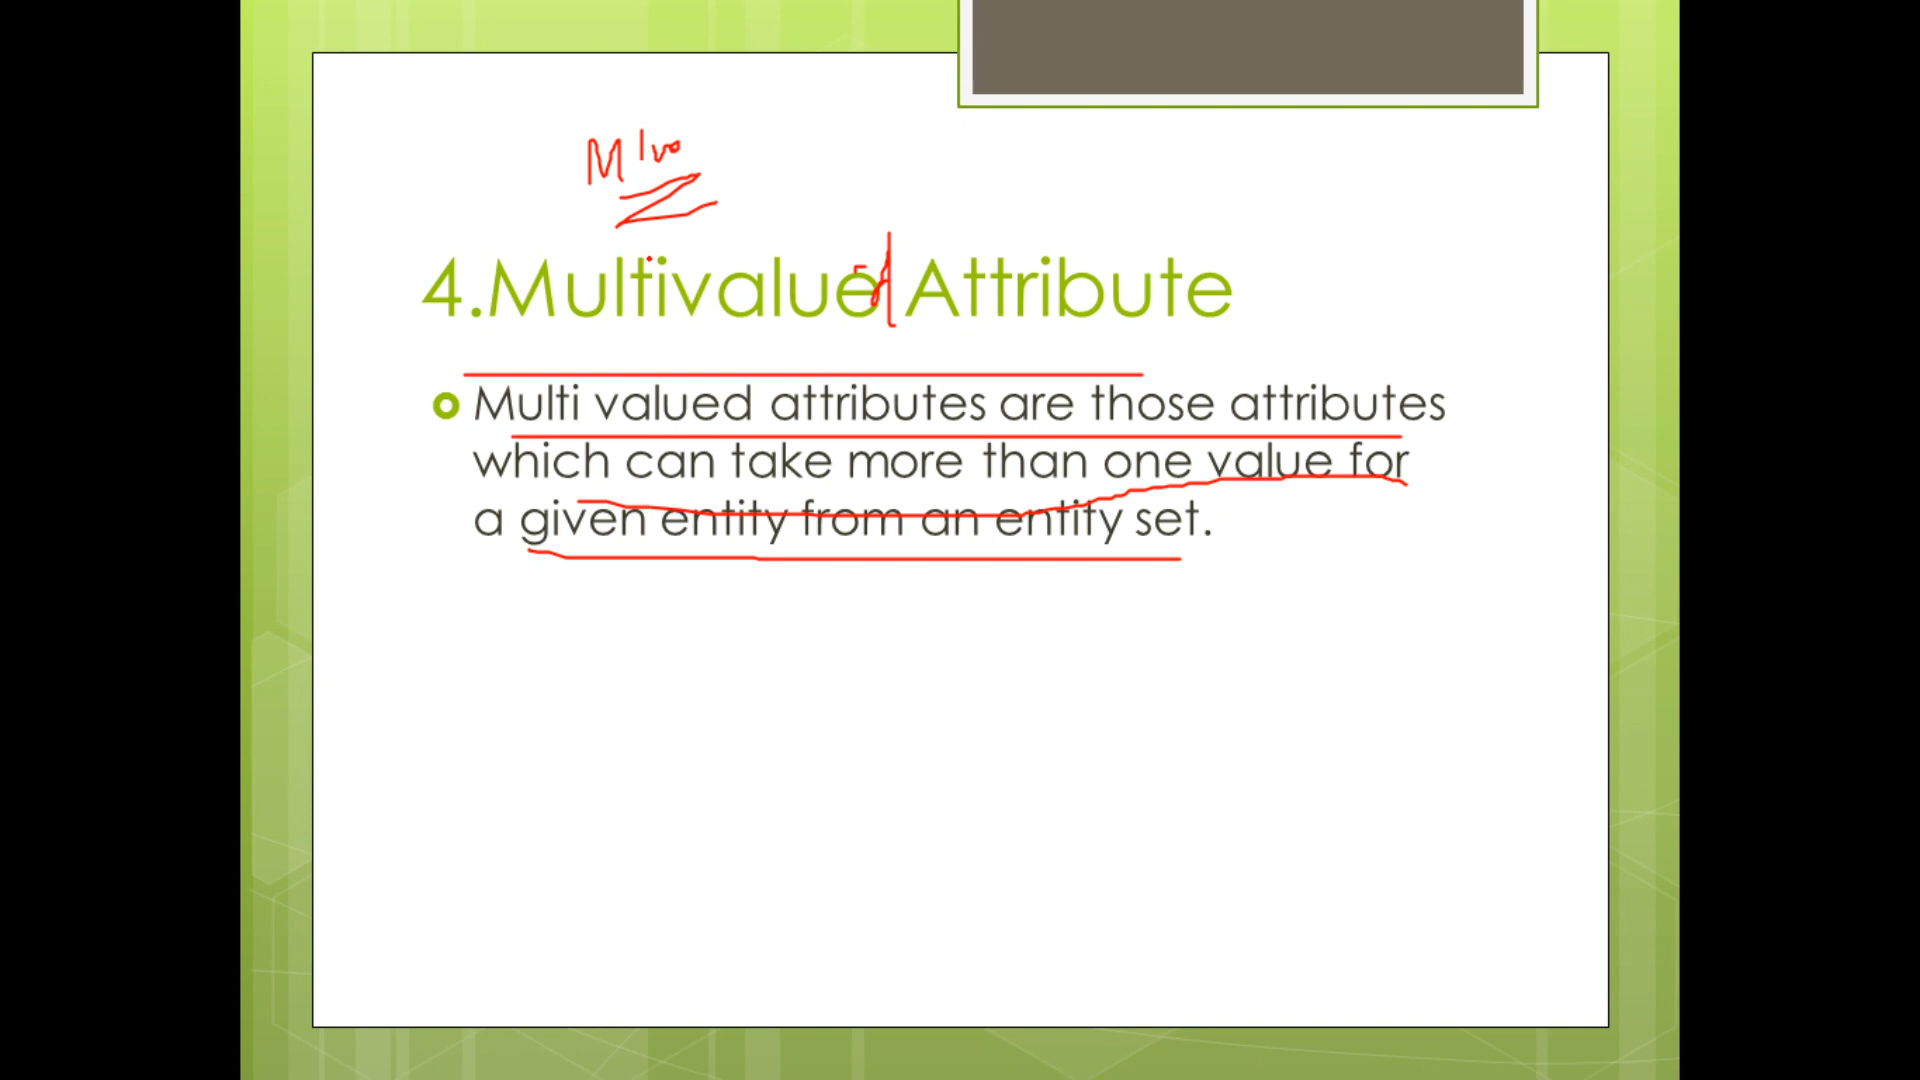 4.Multivalued Attribute
Multi valued attributes are those attributes
which can take more than one value for
a given entity from an entity set.